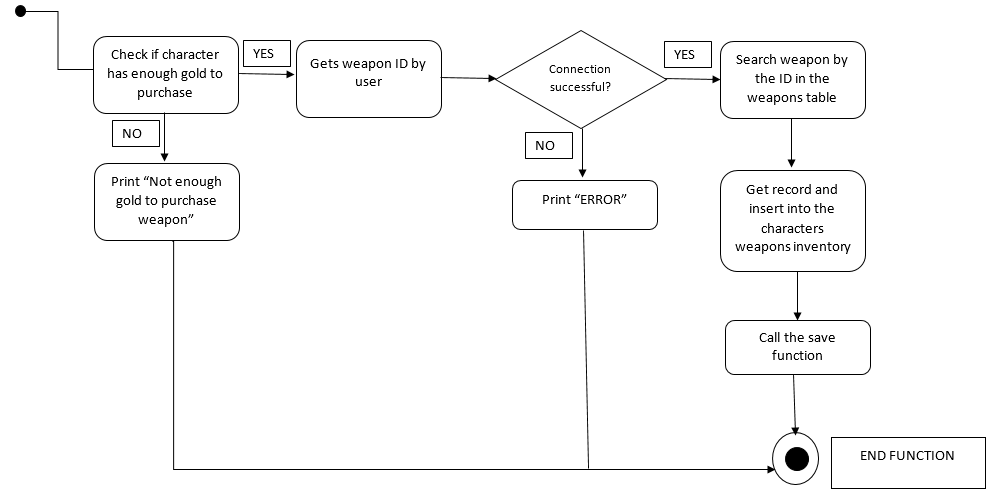 Check if character
has enough gold to
purchase
YES
Gets weapon ID by
user
Connection
successful?
YES
Search weapon by
the ID in the
weapons table
NO
Print “Not enough
gold to purchase
weapon”
NO
Print “ERROR”
Get record and
insert into the
characters
weapons inventory
Call the save
function
END FUNCTION